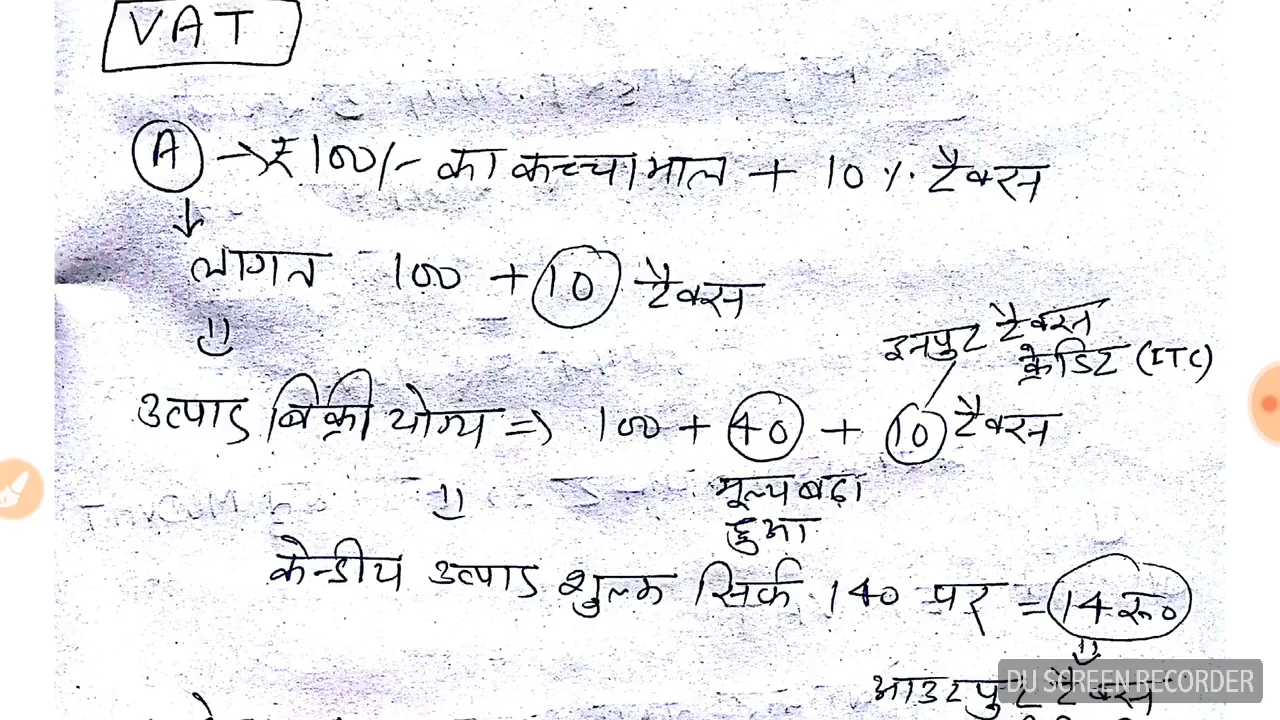 VAT
A → ₹100/- का कच्चा माल + 10% टैक्स
लागत 100 + 10 टैक्स
इनपुट टैक्स
क्रेडिट (ITC)
उत्पाद बिक्री योग्य => 100 + 40 + 10 टैक्स
मूल्य बढ़ा
हुआ
केन्द्रीय उत्पाद शुल्क सिर्फ 140 पर = 14 रू०
आउटपुट टैक्स
DU SCREEN RECORDER